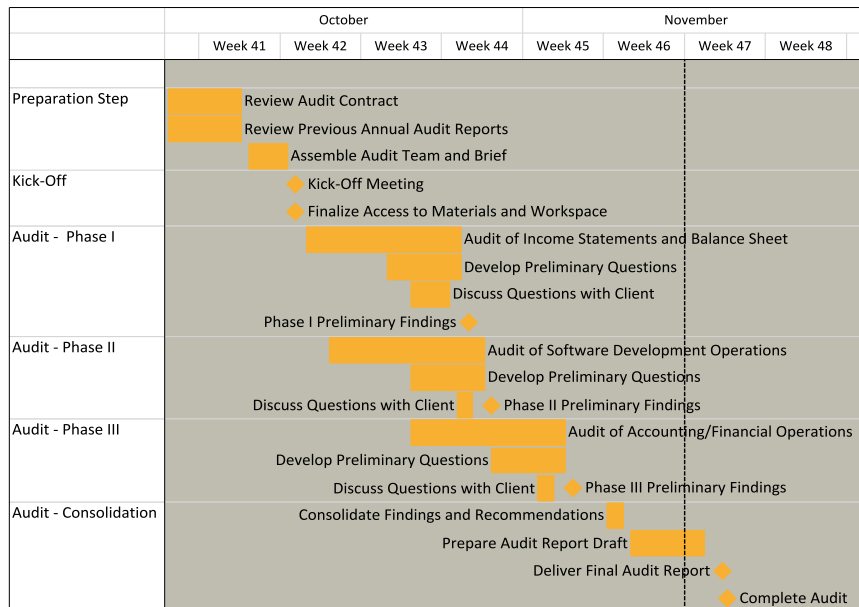 October November
Week 41 Week 42 Week 43 Week 44 Week 45 Week 46 Week 47 Week 48
Preparation Step Review Audit Contract
Review Previous Annual Audit Reports
Assemble Audit Team and Brief
Kick-Off Kick-Off Meeting
Finalize Access to Materials and Workspace
Audit - Phase I Audit of Income Statements and Balance Sheet
Develop Preliminary Questions
Discuss Questions with Client
Phase I Preliminary Findings
Audit - Phase II Audit of Software Development Operations
Develop Preliminary Questions
Discuss Questions with Client Phase II Preliminary Findings
Audit - Phase III Audit of Accounting/Financial Operations
Develop Preliminary Questions
Discuss Questions with Client Phase III Preliminary Findings
Audit - Consolidation Consolidate Findings and Recommendations
Prepare Audit Report Draft
Deliver Final Audit Report
Complete Audit